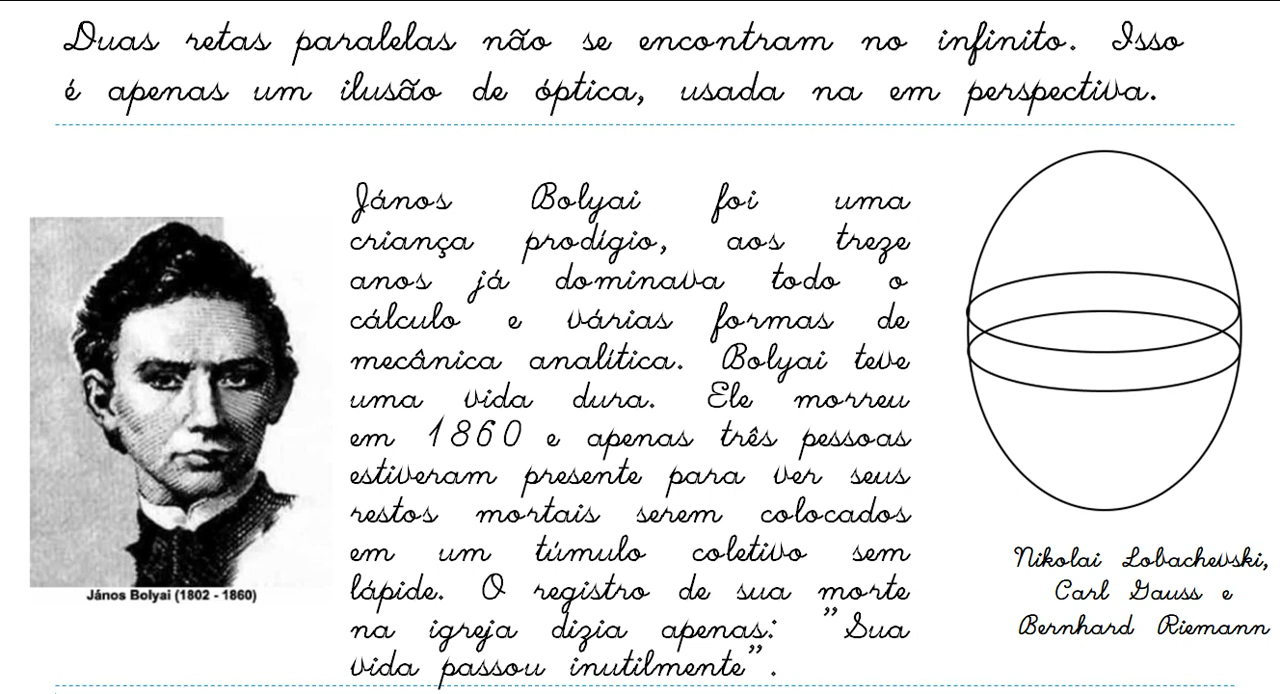 Duas retas paralelas não se encontram no infinito. Isso
é apenas um ilusão de óptica, usada na em perspectiva.
János Bolyai foi uma
criança prodígio, aos treze
anos já dominava todo o
cálculo e várias formas de
mecânica analítica. Bolyai teve
uma vida dura. Ele morreu
em 1860 e apenas três pessoas
estiveram presente para ver seus
restos mortais serem colocados
em um túmulo coletivo sem
lápide. O registro de sua morte
na igreja dizia apenas: "Sua
vida passou inutilmente".
János Bolyai (1802 - 1860)
Nikolai Lobachevski,
Carl Gauss e
Bernhard Riemann